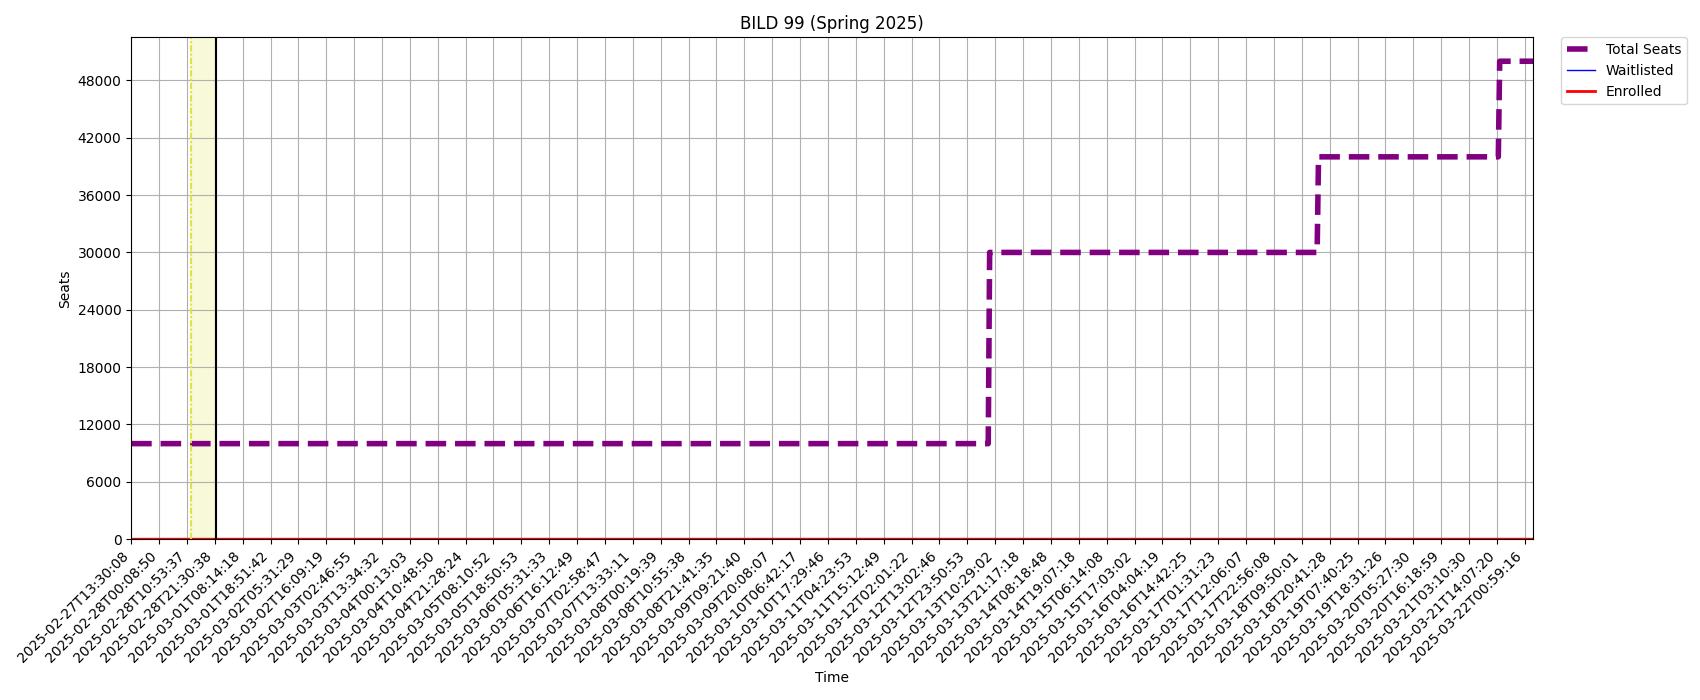 BILD 99 (Spring 2025)
Total Seats
Waitlisted
Enrolled
Seats
48000
42000
36000
30000
24000
18000
12000
6000
0
2025-02-27T13:30:08
2025-02-28T00:08:50
2025-02-28T10:53:37
2025-02-28T21:30:38
2025-03-01T08:14:18
2025-03-01T18:51:42
2025-03-02T05:31:29
2025-03-02T16:09:19
2025-03-03T02:46:55
2025-03-03T13:34:32
2025-03-04T00:13:03
2025-03-04T10:48:50
2025-03-04T21:28:24
2025-03-05T08:10:52
2025-03-05T18:50:53
2025-03-06T05:31:33
2025-03-06T16:12:49
2025-03-07T02:58:47
2025-03-07T13:33:11
2025-03-08T00:19:39
2025-03-08T10:55:38
2025-03-08T21:41:35
2025-03-09T09:21:40
2025-03-09T20:08:07
2025-03-10T06:42:17
2025-03-10T17:29:46
2025-03-11T04:23:53
2025-03-11T15:12:49
2025-03-12T02:01:22
2025-03-12T13:02:46
2025-03-12T23:50:53
2025-03-13T10:29:02
2025-03-13T21:17:18
2025-03-14T08:18:48
2025-03-14T19:07:18
2025-03-15T06:14:08
2025-03-15T17:03:02
2025-03-16T04:04:19
2025-03-16T14:42:25
2025-03-17T01:31:23
2025-03-17T12:06:07
2025-03-17T22:56:08
2025-03-18T09:50:01
2025-03-18T20:41:28
2025-03-19T07:40:25
2025-03-19T18:31:26
2025-03-20T05:27:30
2025-03-20T16:18:59
2025-03-21T03:10:30
2025-03-21T14:07:20
2025-03-22T00:59:16
Time